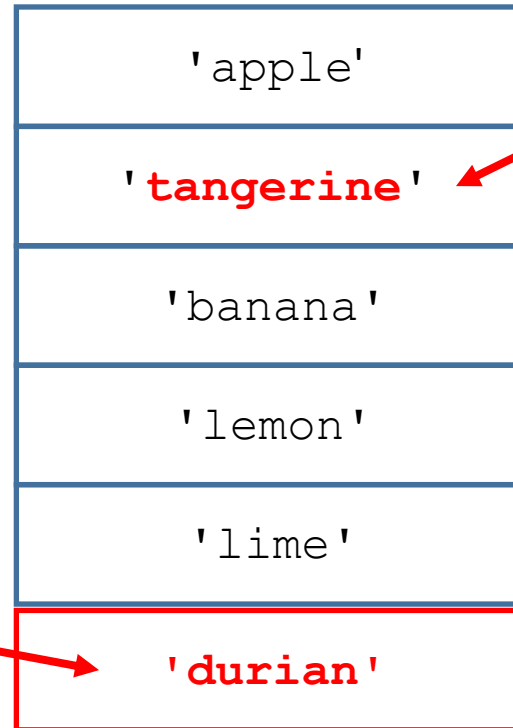 'apple'
'tangerine'
'banana'
'lemon'
'lime'
'durian'